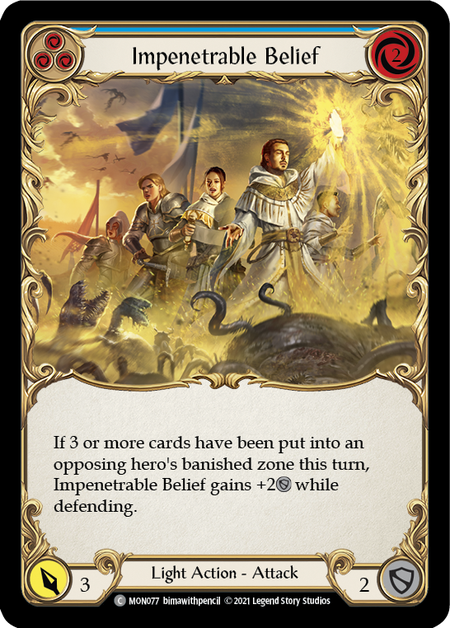 Impenetrable Belief
2
If 3 or more cards have been put into an
opposing hero's banished zone this turn,
Impenetrable Belief gains +2 while
defending.
3
Light Action - Attack
2
C MON077 bimawithpencil © 2021 Legend Story Studios